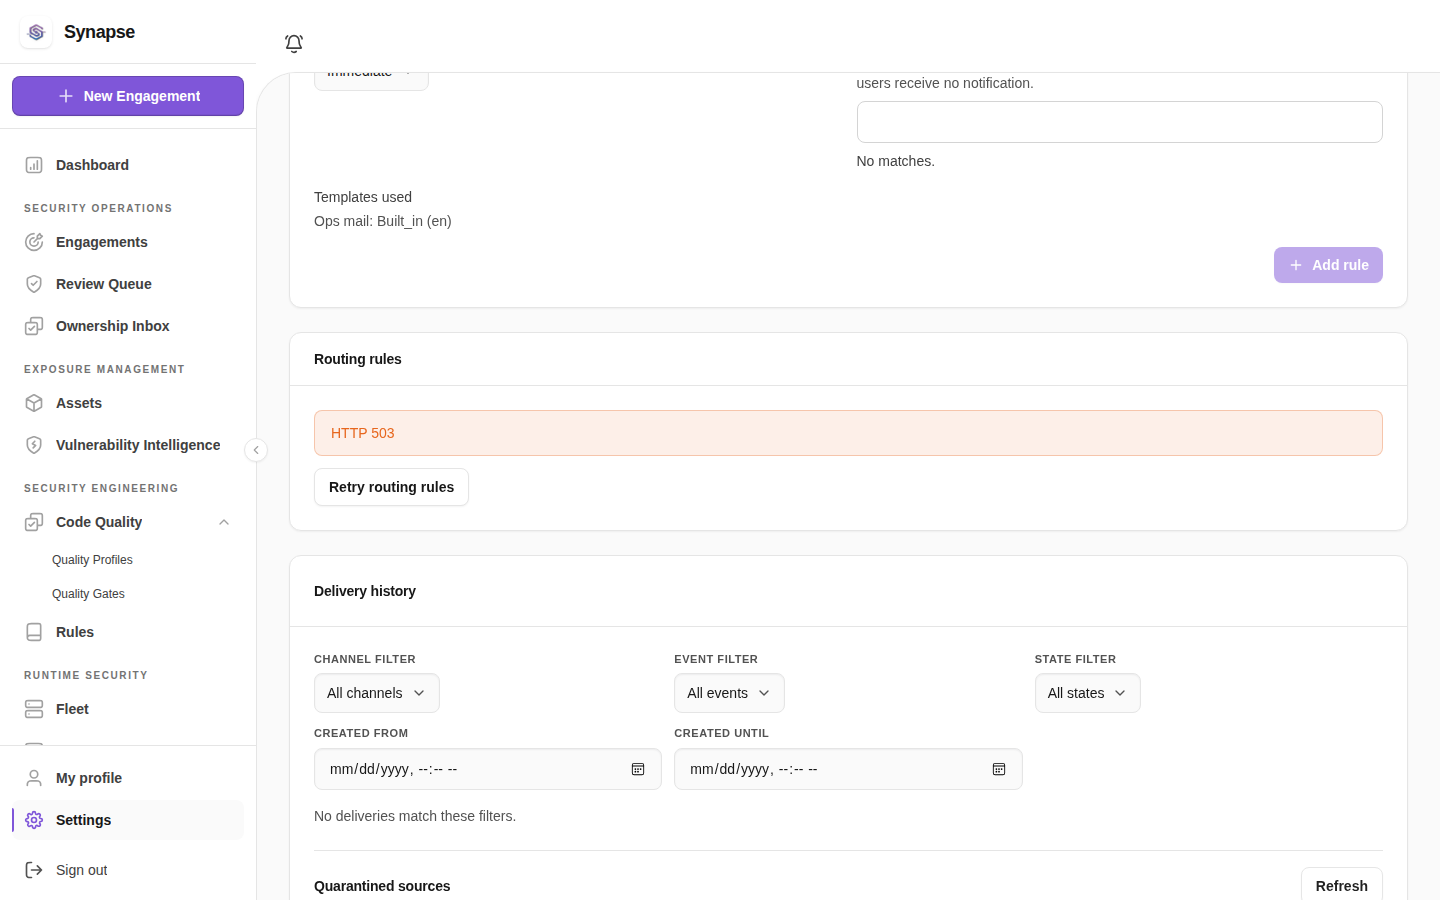 Synapse
New Engagement
Dashboard
SECURITY OPERATIONS
Engagements
Review Queue
Ownership Inbox
EXPOSURE MANAGEMENT
Assets
Vulnerability Intelligence
SECURITY ENGINEERING
Code Quality
Quality Profiles
Quality Gates
Rules
RUNTIME SECURITY
Fleet
My profile
Settings
Sign out
Immediate
users receive no notification.
No matches.
Templates used
Ops mail: Built_in (en)
Add rule
Routing rules
HTTP 503
Retry routing rules
Delivery history
CHANNEL FILTER
All channels
EVENT FILTER
All events
STATE FILTER
All states
CREATED FROM
mm/dd/yyyy, --:-- --
CREATED UNTIL
mm/dd/yyyy, --:-- --
No deliveries match these filters.
Quarantined sources
Refresh